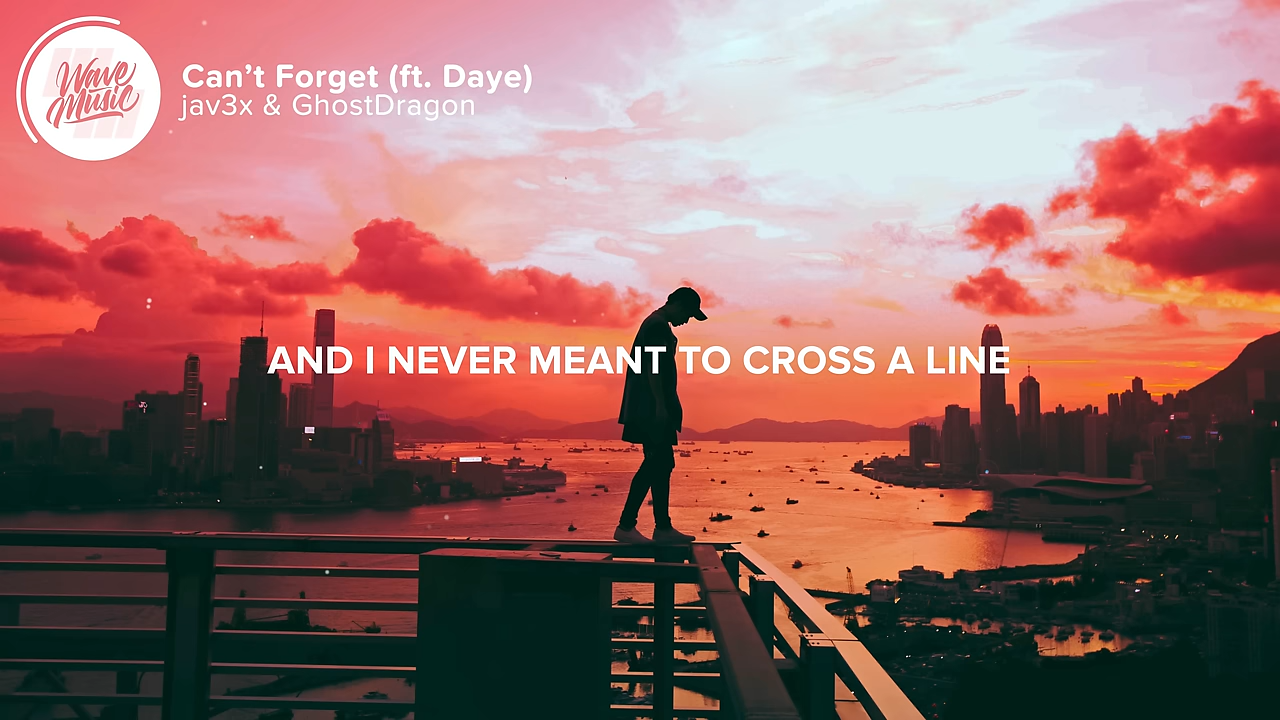 Wave
Music
Can't Forget (ft. Daye)
jav3x & GhostDragon
AND I NEVER MEANT TO CROSS A LINE